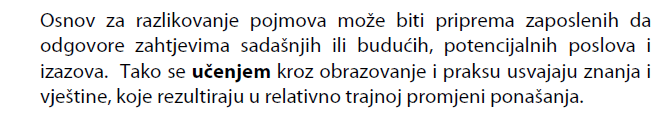 Osnov za razlikovanje pojmova može biti priprema zaposlenih da
odgovore zahtjevima sadašnjih ili budućih, potencijalnih poslova i
izazova.  Tako se učenjem kroz obrazovanje i praksu usvajaju znanja i
vještine, koje rezultiraju u relativno trajnoj promjeni ponašanja.